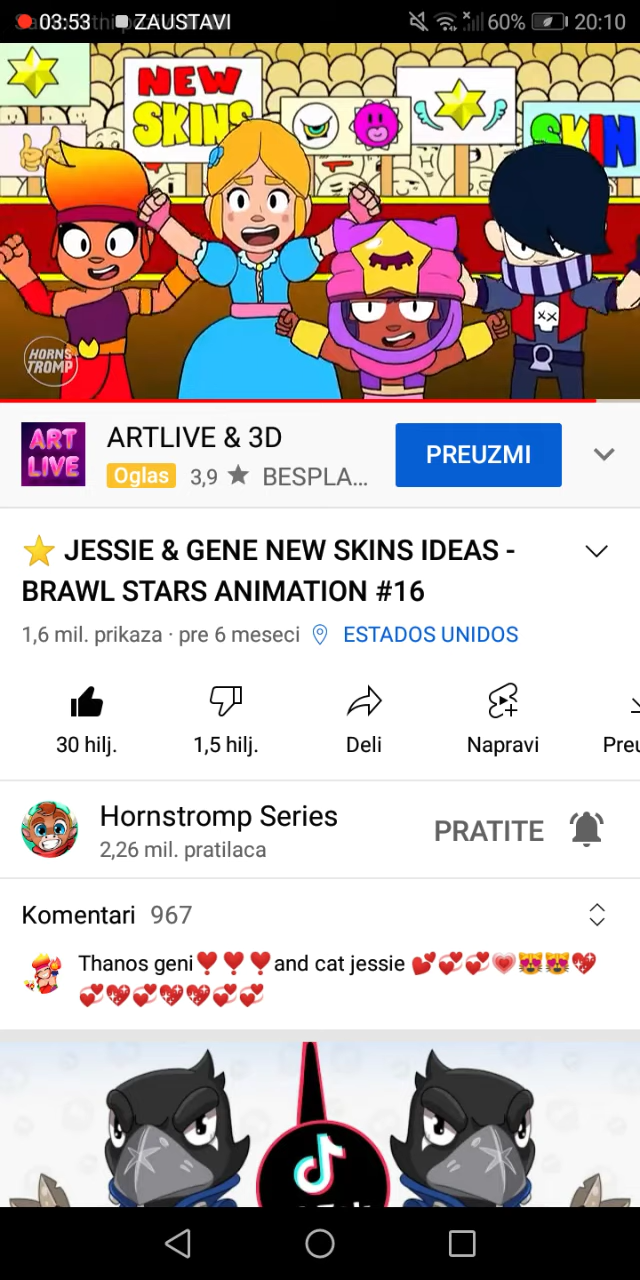 03:53 ZAUSTAVI 60% 20:10
NEW
SKINS
SKIN
HORNS
TROMP
ART
LIVE
ARTLIVE & 3D
Oglas 3,9 ★ BESPLA...
PREUZMI
⭐ JESSIE & GENE NEW SKINS IDEAS -
BRAWL STARS ANIMATION #16
1,6 mil. prikaza · pre 6 meseci ESTADOS UNIDOS
30 hilj. 1,5 hilj. Deli Napravi Preu
Hornstromp Series
2,26 mil. pratilaca
PRATITE
Komentari 967
Thanos geni❣❣❣and cat jessie 💕💞💞💗😻😻💖
💞💖💞💖💖💞💞